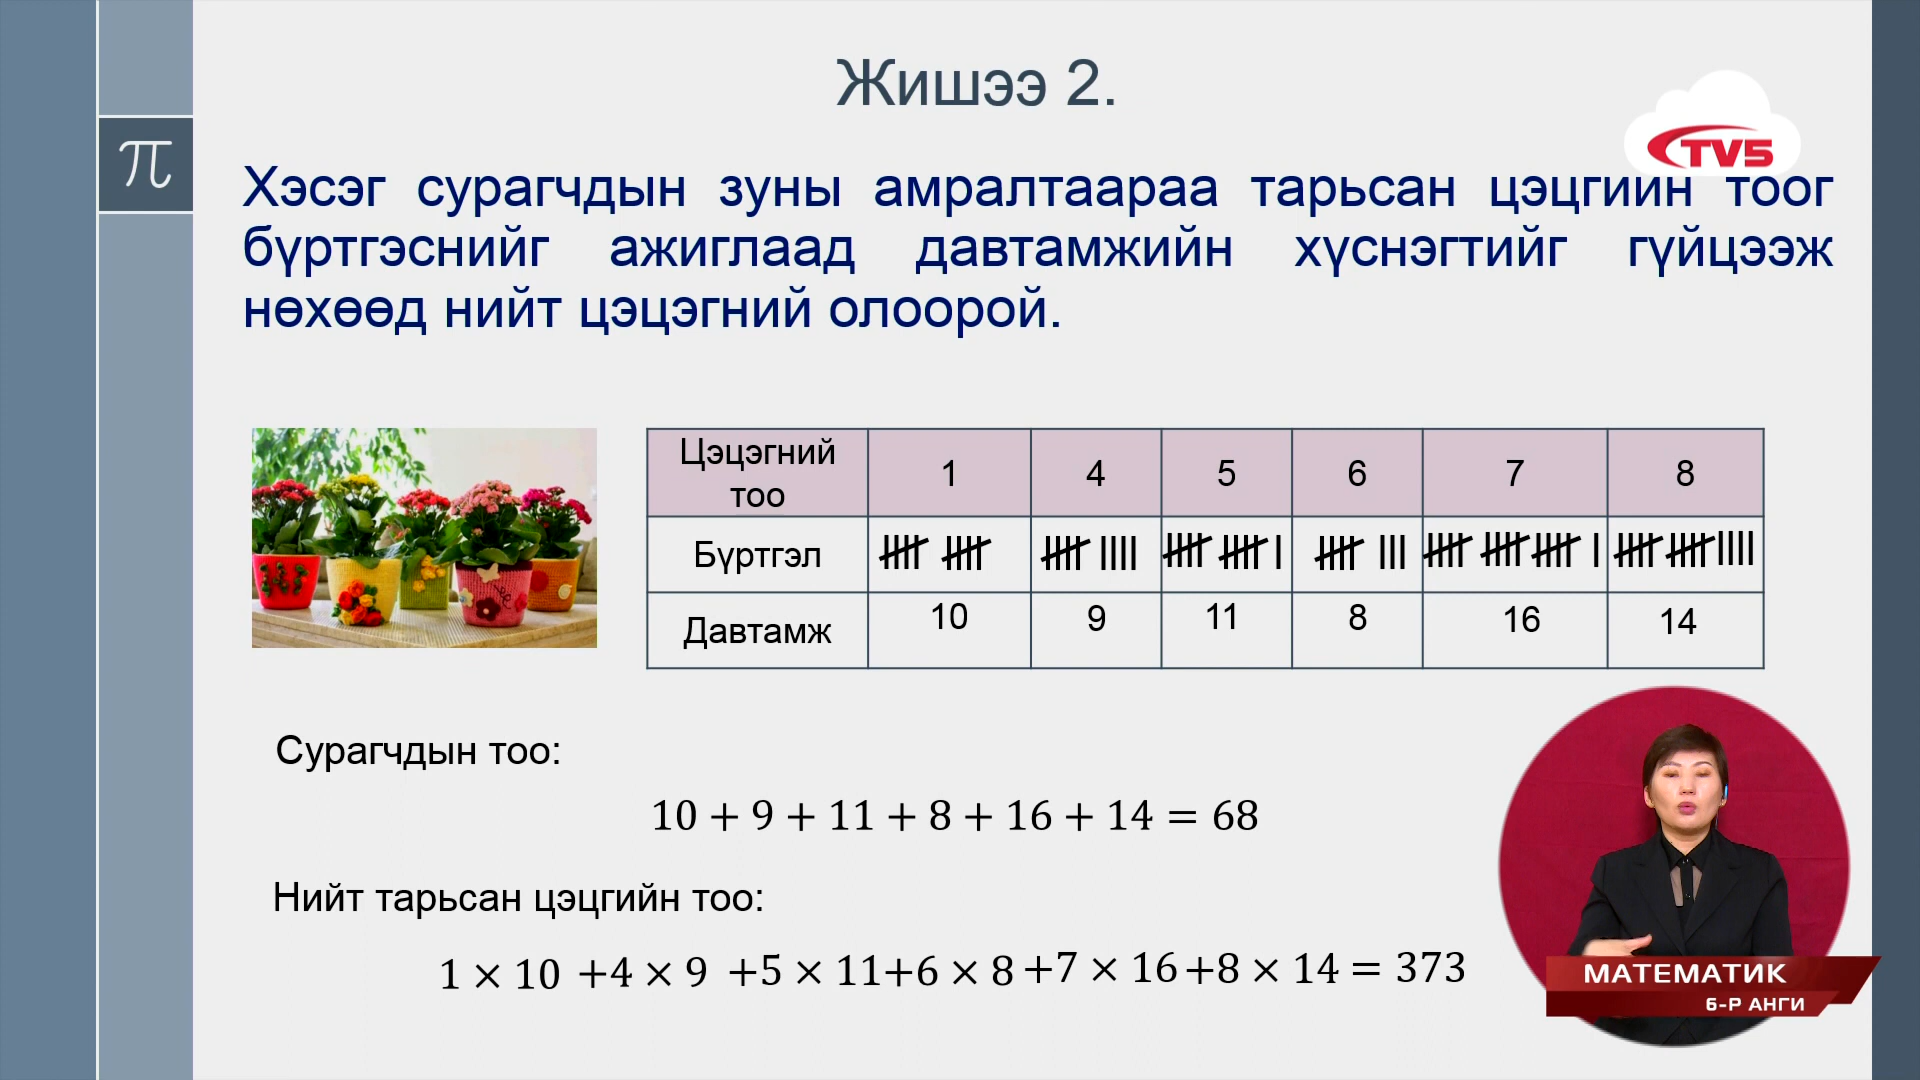 Жишээ 2.
TV5
π
Хэсэг сурагчдын зуны амралтаараа тарьсан цэцгийн тоог
бүртгэснийг ажиглаад давтамжийн хүснэгтийг гүйцээж
нөхөөд нийт цэцэгний олоорой.
Цэцэгний тоо 1 4 5 6 7 8
Бүртгэл
Давтамж 10 9 11 8 16 14
Сурагчдын тоо:
10 + 9 + 11 + 8 + 16 + 14 = 68
Нийт тарьсан цэцгийн тоо:
1 × 10 +4 × 9 +5 × 11+6 × 8 +7 × 16 +8 × 14 = 373
МАТЕМАТИК
6-Р АНГИ